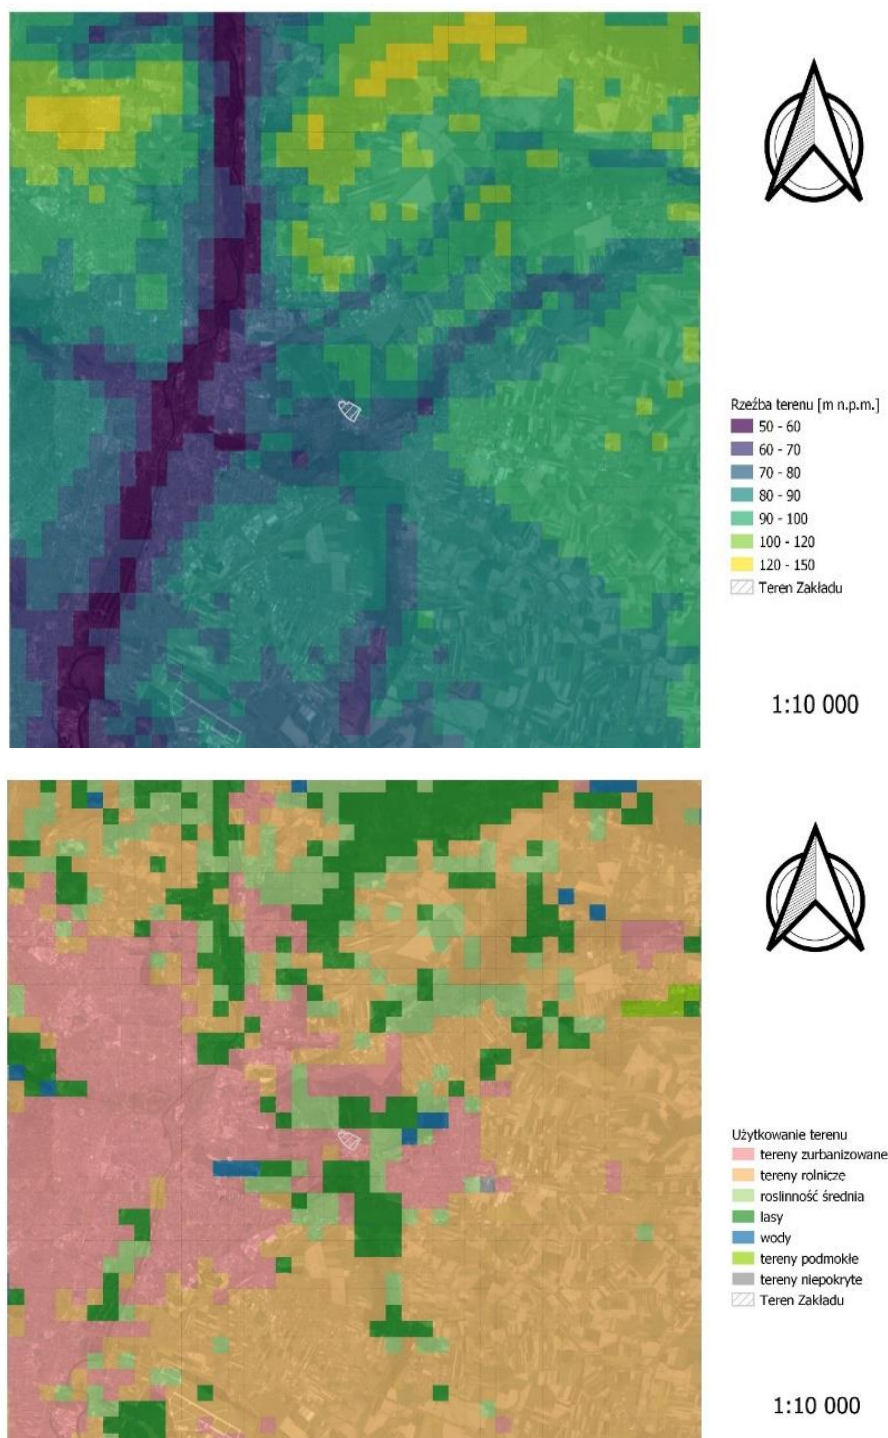 Rzeźba terenu [m n.p.m.]
50 - 60
60 - 70
70 - 80
80 - 90
90 - 100
100 - 120
120 - 150
Teren Zakładu
1:10 000
Użytkowanie terenu
tereny zurbanizowane
tereny rolnicze
roślinność średnia
lasy
wody
tereny podmokłe
tereny niepokryte
Teren Zakładu
1:10 000